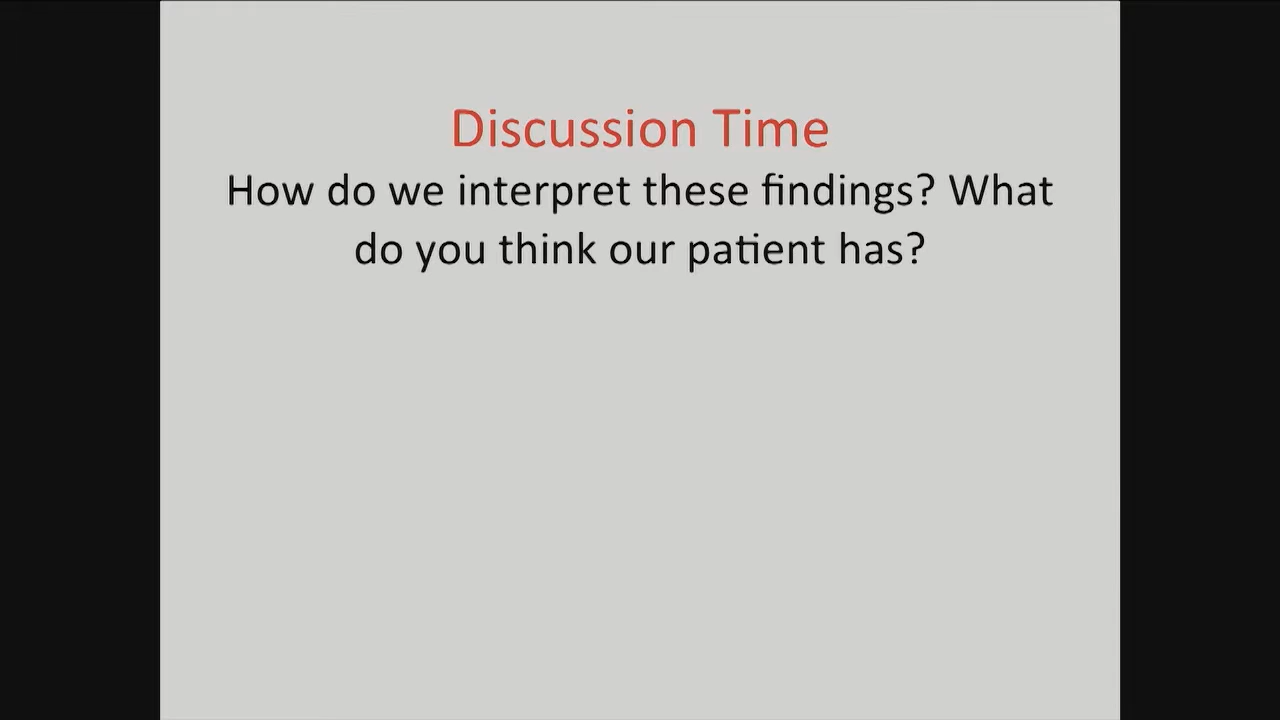 Discussion Time
How do we interpret these findings? What
do you think our patient has?